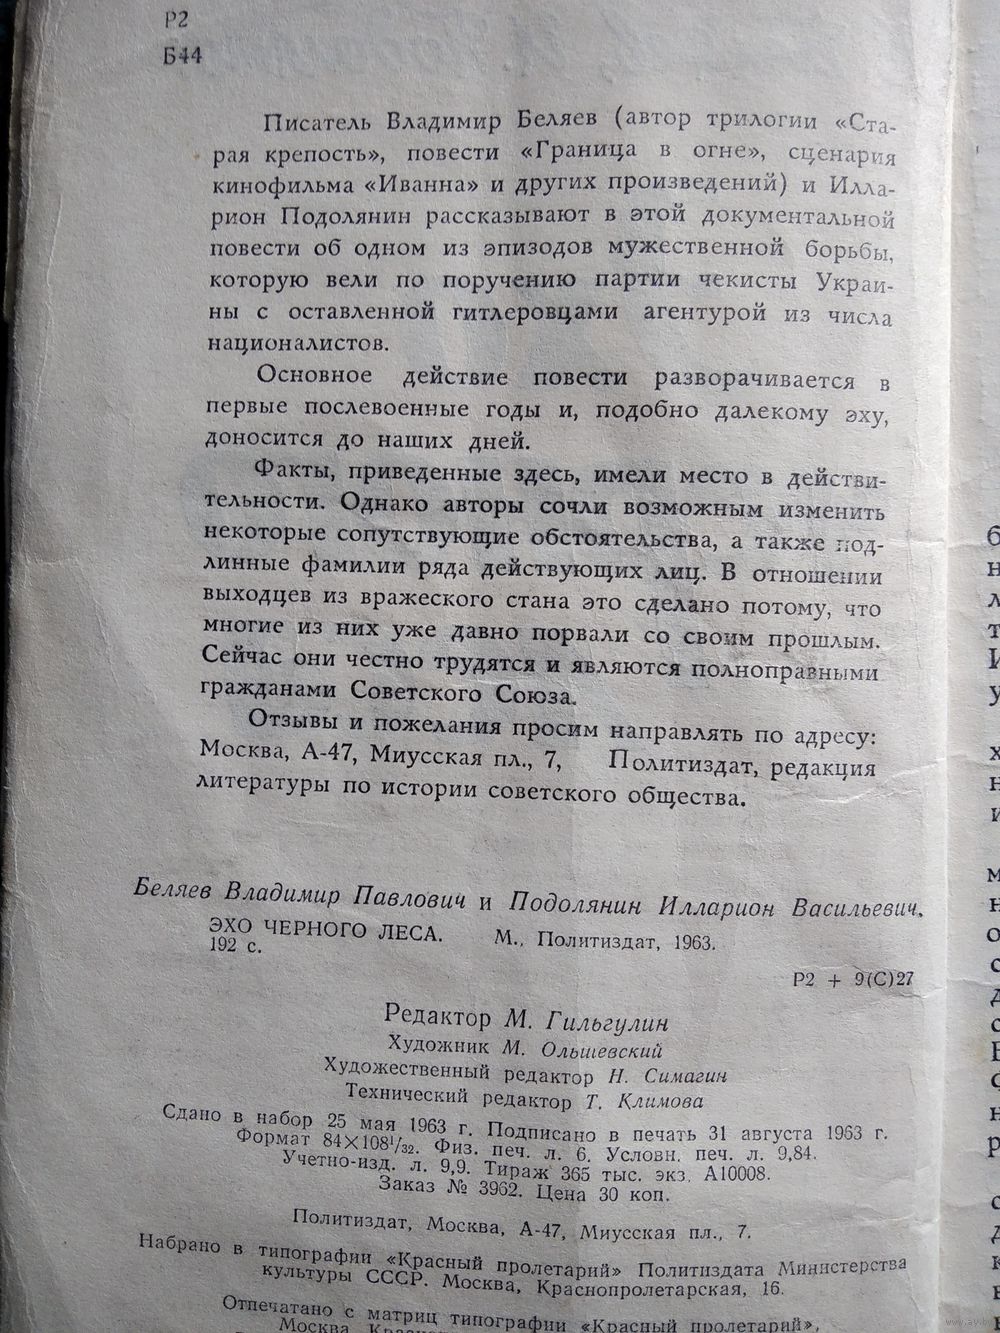 Р2
Б44
Писатель Владимир Беляев (автор трилогии «Ста-
рая крепость», повести «Граница в огне», сценария
кинофильма «Иванна» и других произведений) и Илла-
рион Подолянин рассказывают в этой документальной
повести об одном из эпизодов мужественной борьбы,
которую вели по поручению партии чекисты Украи-
ны с оставленной гитлеровцами агентурой из числа
националистов.
Основное действие повести разворачивается в
первые послевоенные годы и, подобно далекому эху,
доносится до наших дней.
Факты, приведенные здесь, имели место в действи-
тельности. Однако авторы сочли возможным изменить
некоторые сопутствующие обстоятельства, а также под-
линные фамилии ряда действующих лиц. В отношении
выходцев из вражеского стана это сделано потому, что
многие из них уже давно порвали со своим прошлым.
Сейчас они честно трудятся и являются полноправными
гражданами Советского Союза.
Отзывы и пожелания просим направлять по адресу:
Москва, А-47, Миусская пл., 7, Политиздат, редакция
литературы по истории советского общества.
Беляев Владимир Павлович и Подолянин Илларион Васильевич.
ЭХО ЧЕРНОГО ЛЕСА. М., Политиздат, 1963.
192 с.
Р2 + 9(С)27
Редактор М. Гильгулин
Художник М. Ольшевский
Художественный редактор Н. Симагин
Технический редактор Т. Климова
Сдано в набор 25 мая 1963 г. Подписано в печать 31 августа 1963 г.
Формат 84×108¹/₃₂. Физ. печ. л. 6. Условн. печ. л. 9,84.
Учетно-изд. л. 9,9. Тираж 365 тыс. экз. А10008.
Заказ № 3962. Цена 30 коп.
Политиздат, Москва, А-47, Миусская пл., 7.
Набрано в типографии «Красный пролетарий» Политиздата Министерства
культуры СССР. Москва, Краснопролетарская, 16.
Отпечатано с матриц типографии «Красный пролетарий»,
Москва